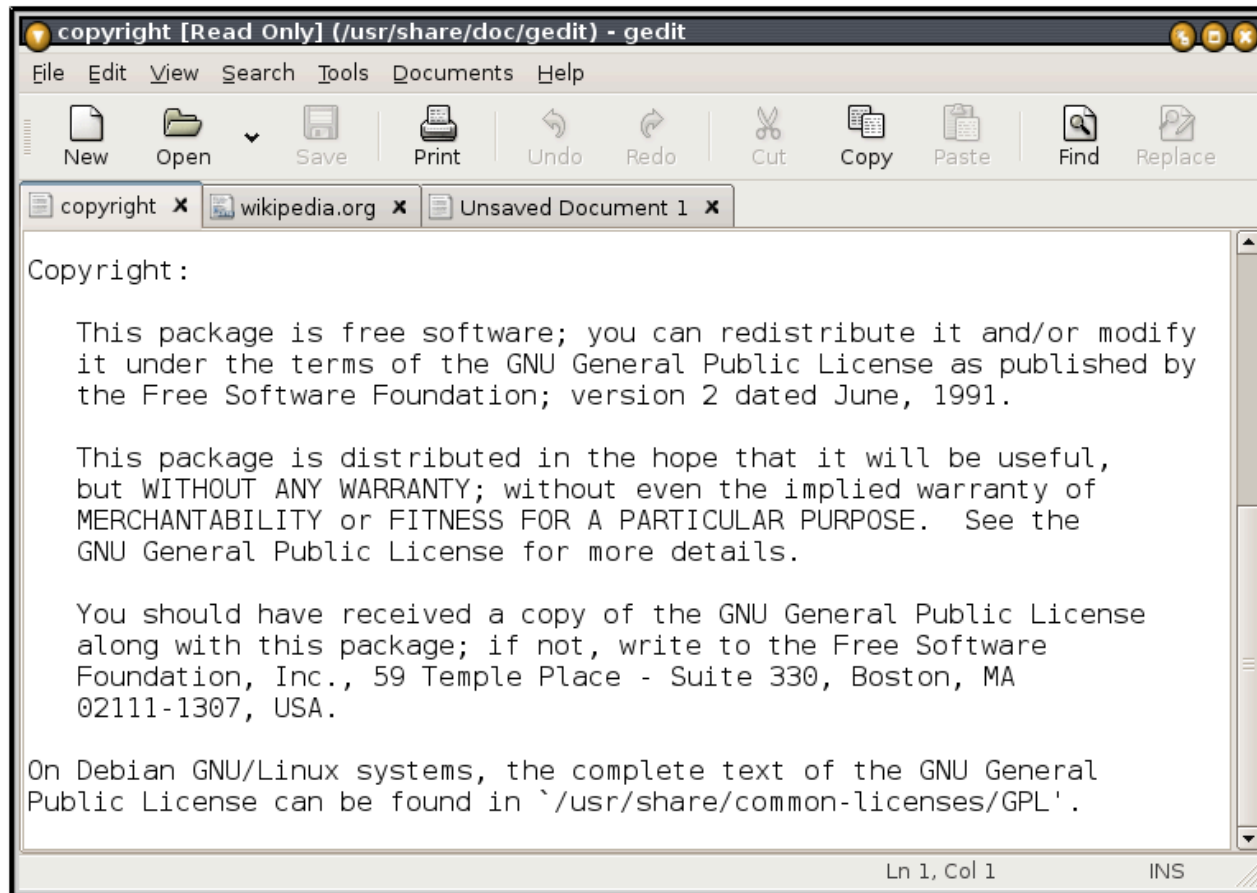 copyright [Read Only] (/usr/share/doc/gedit) - gedit
File Edit View Search Tools Documents Help
New Open Save Print Undo Redo Cut Copy Paste Find Replace
copyright wikipedia.org Unsaved Document 1
Copyright:
This package is free software; you can redistribute it and/or modify
it under the terms of the GNU General Public License as published by
the Free Software Foundation; version 2 dated June, 1991.
This package is distributed in the hope that it will be useful,
but WITHOUT ANY WARRANTY; without even the implied warranty of
MERCHANTABILITY or FITNESS FOR A PARTICULAR PURPOSE.  See the
GNU General Public License for more details.
You should have received a copy of the GNU General Public License
along with this package; if not, write to the Free Software
Foundation, Inc., 59 Temple Place - Suite 330, Boston, MA
02111-1307, USA.
On Debian GNU/Linux systems, the complete text of the GNU General
Public License can be found in `/usr/share/common-licenses/GPL'.
Ln 1, Col 1 INS